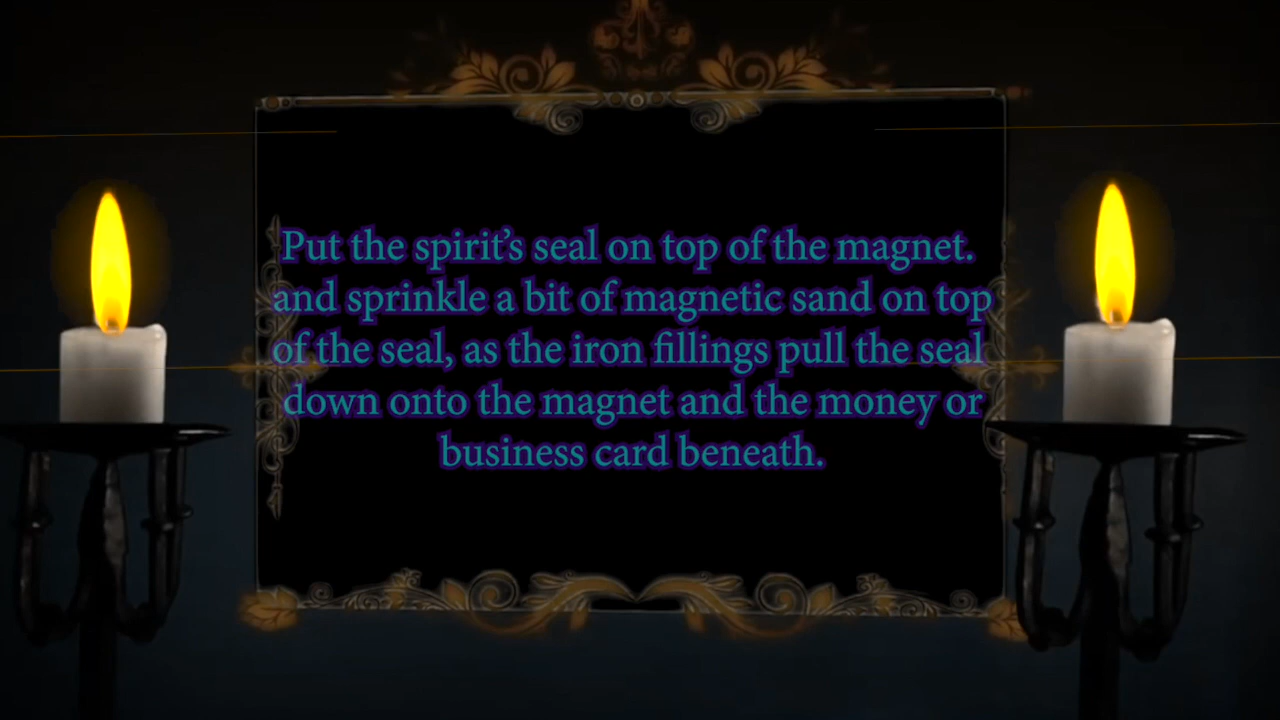 Put the spirit’s seal on top of the magnet.
and sprinkle a bit of magnetic sand on top
of the seal, as the iron fillings pull the seal
down onto the magnet and the money or
business card beneath.